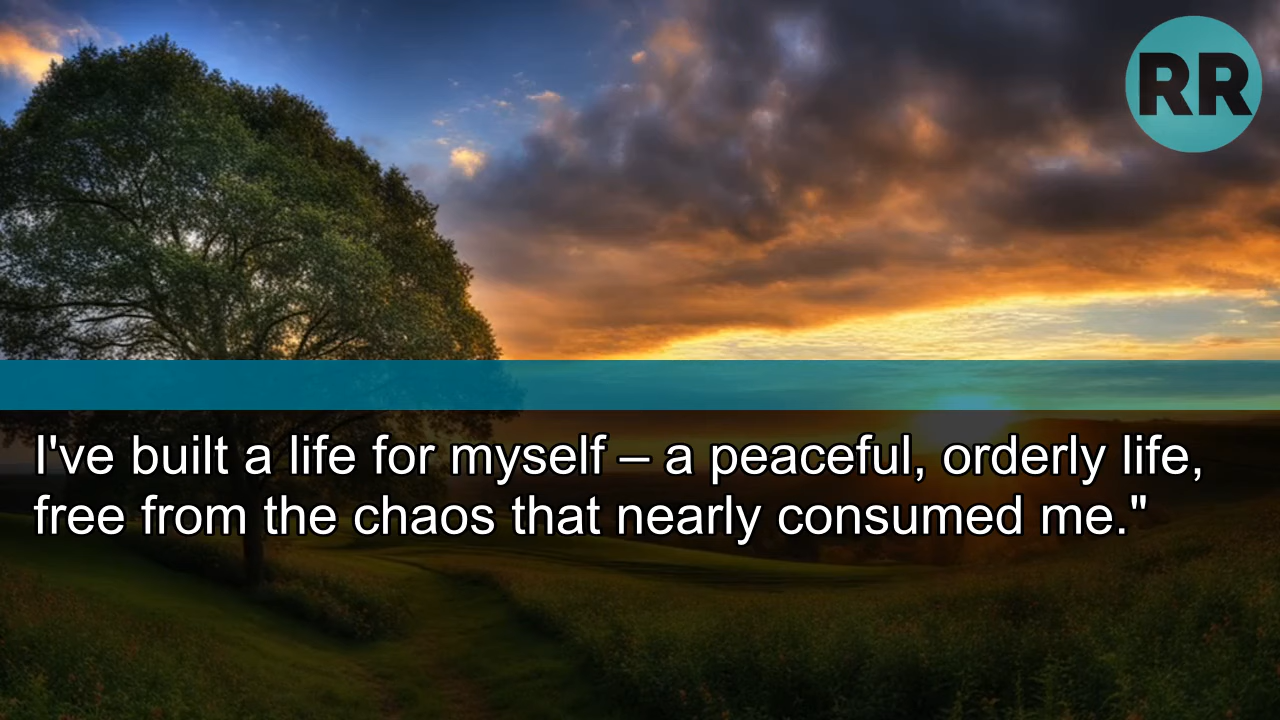 RR
I've built a life for myself – a peaceful, orderly life,
free from the chaos that nearly consumed me."